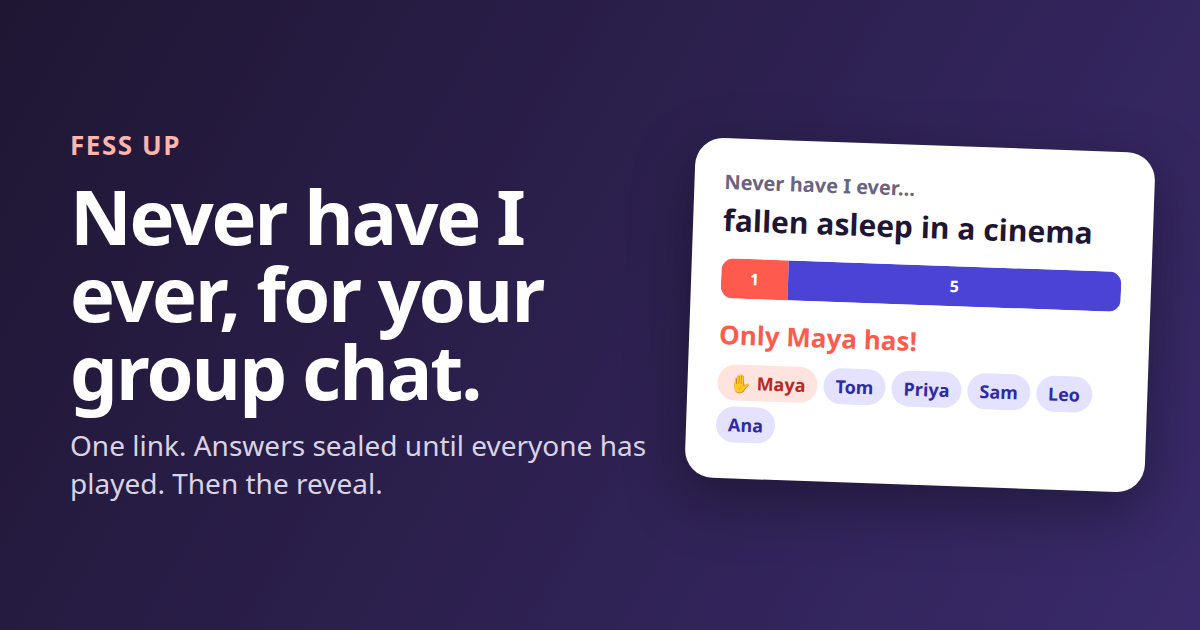 FESS UP
Never have I
ever, for your
group chat.
One link. Answers sealed until everyone has
played. Then the reveal.
Never have I ever...
fallen asleep in a cinema
1 5
Only Maya has!
✋ Maya Tom Priya Sam Leo
Ana